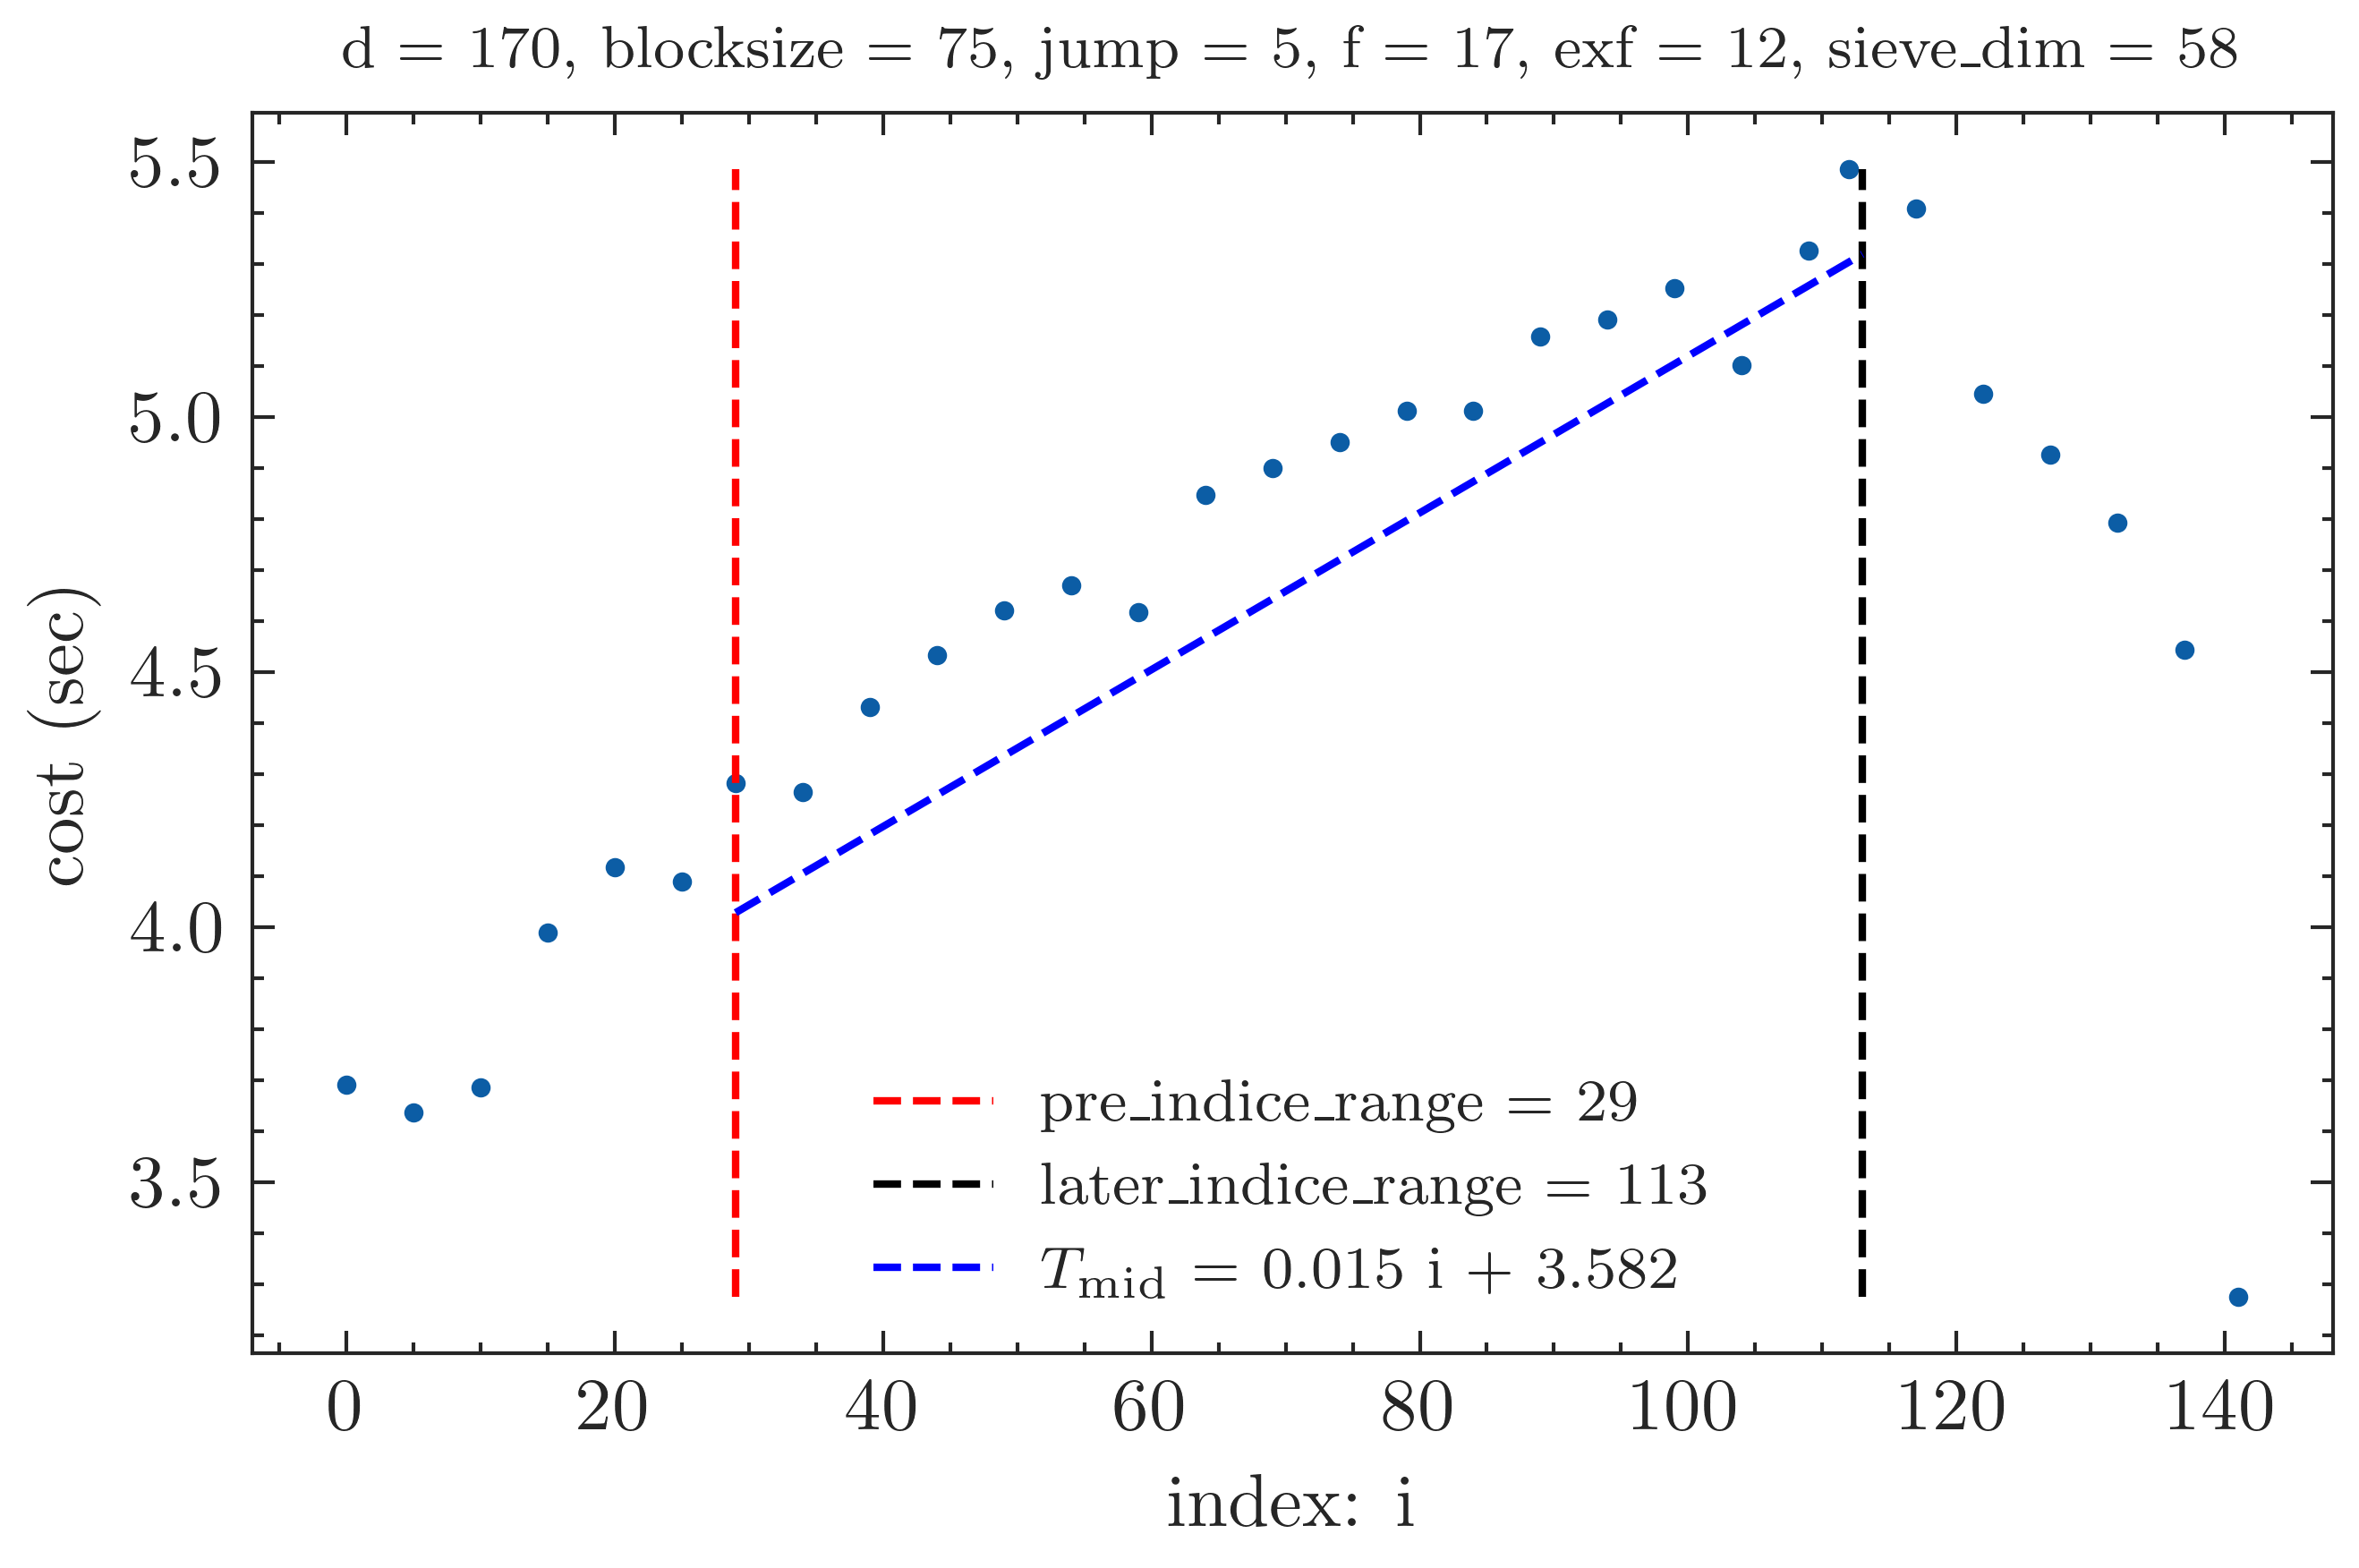 d = 170, blocksize = 75, jump = 5, f = 17, exf = 12, sieve_dim = 58
5.5
5.0
4.5
4.0
3.5
cost (sec)
pre_indice_range = 29
later_indice_range = 113
T_mid = 0.015 i + 3.582
0 20 40 60 80 100 120 140
index: i